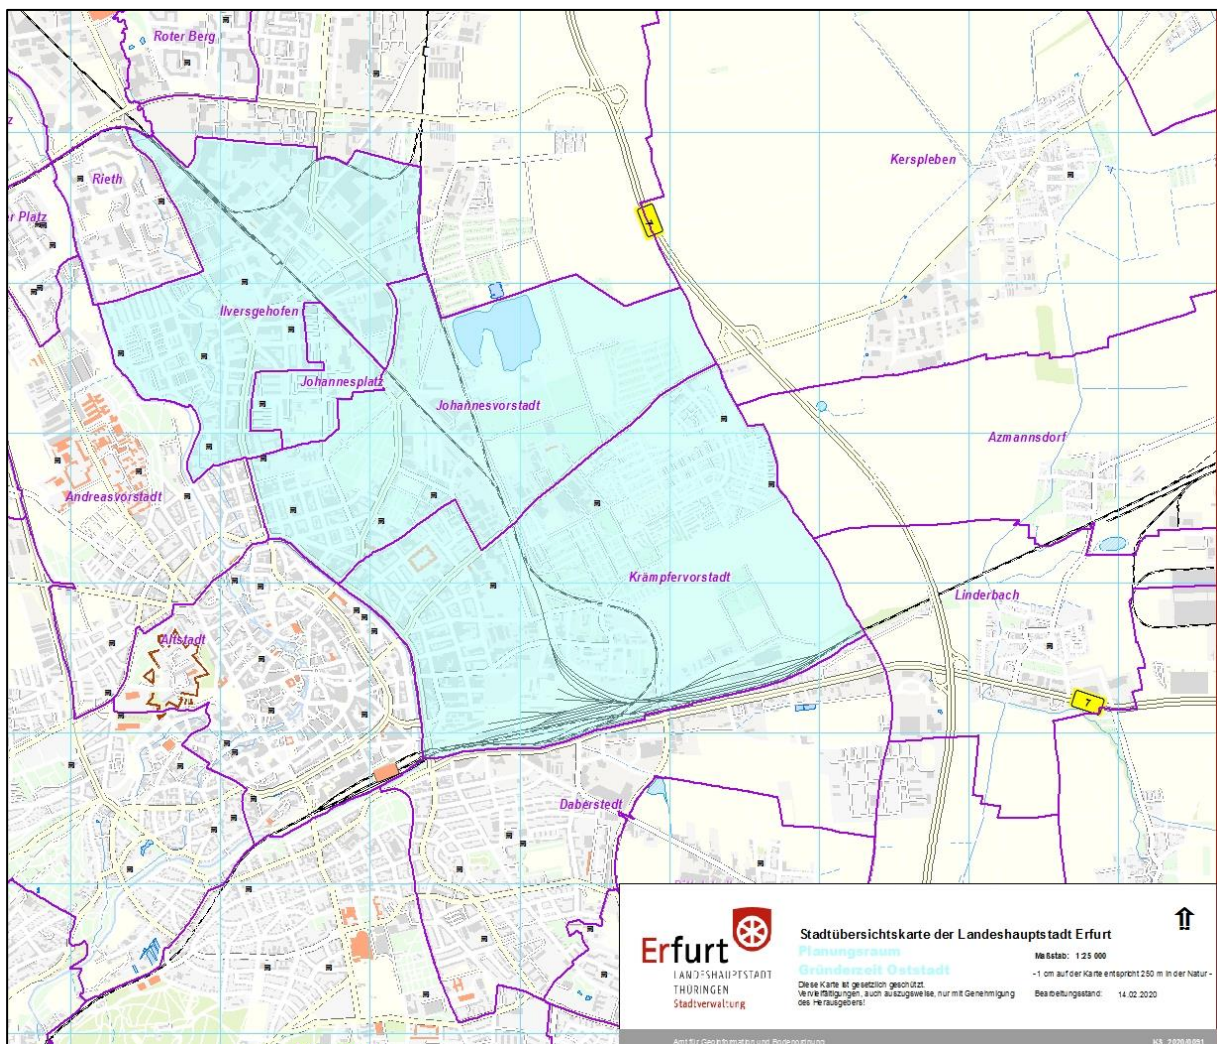 Roter Berg
Kerspleben
Rieth
7
Ilversgehofen
Johannesplatz
Johannesvorstadt
Azmannsdorf
Andreasvorstadt
Krämpfervorstadt
Linderbach
Altstadt
7
Daberstedt
Erfurt
LANDESHAUPTSTADT
THÜRINGEN
Stadtverwaltung
Stadtübersichtskarte der Landeshauptstadt Erfurt
Planungsraum
Gründerzeit Oststadt
Maßstab: 1:25 000
- 1 cm auf der Karte entspricht 250 m in der Natur -
Diese Karte ist gesetzlich geschützt.
Vervielfältigungen, auch auszugsweise, nur mit Genehmigung
des Herausgebers!
Bearbeitungsstand: 14.02.2020
Amt für Geoinformation und Bodenordnung